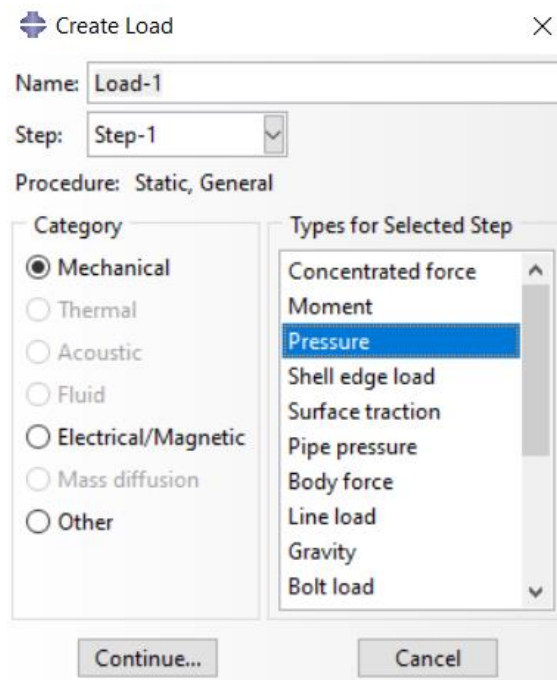 Create Load
Name: Load-1
Step: Step-1
Procedure: Static, General
Category
Mechanical
Thermal
Acoustic
Fluid
Electrical/Magnetic
Mass diffusion
Other
Types for Selected Step
Concentrated force
Moment
Pressure
Shell edge load
Surface traction
Pipe pressure
Body force
Line load
Gravity
Bolt load
Continue...
Cancel